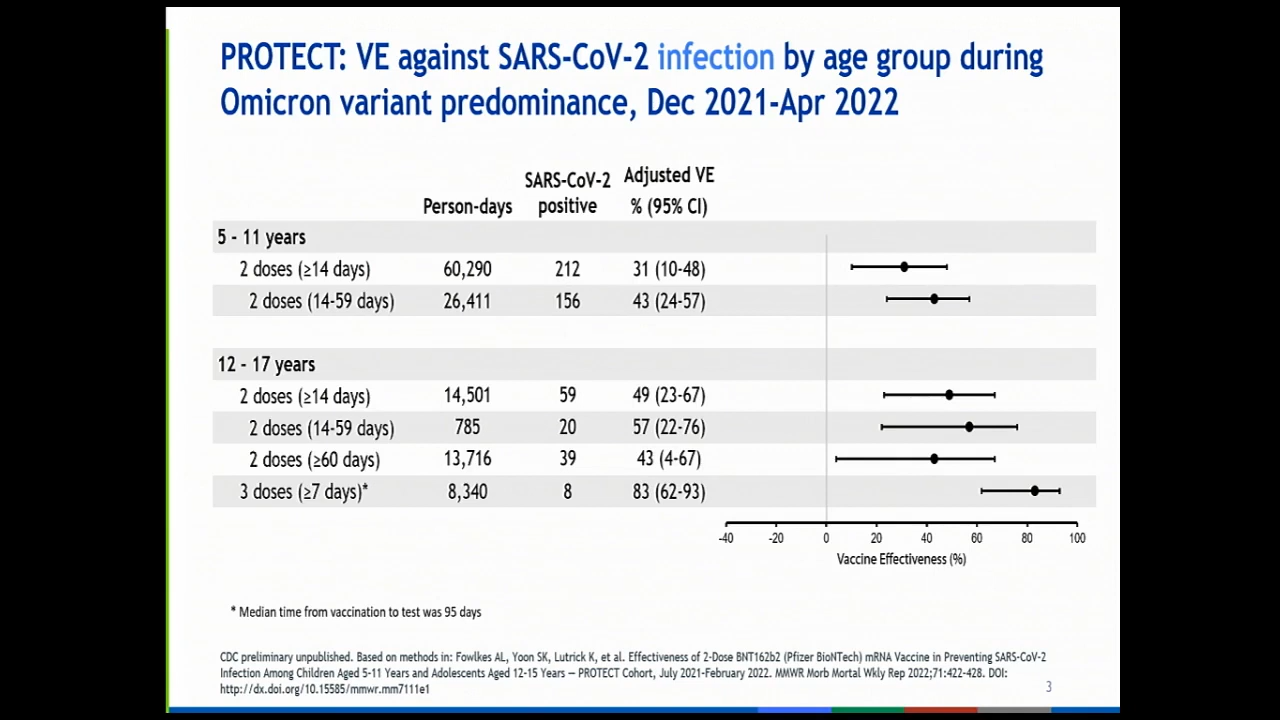 PROTECT: VE against SARS-CoV-2 infection by age group during
Omicron variant predominance, Dec 2021-Apr 2022
Person-days SARS-CoV-2 positive Adjusted VE % (95% CI)
5 - 11 years
2 doses (≥14 days) 60,290 212 31 (10-48)
2 doses (14-59 days) 26,411 156 43 (24-57)
12 - 17 years
2 doses (≥14 days) 14,501 59 49 (23-67)
2 doses (14-59 days) 785 20 57 (22-76)
2 doses (≥60 days) 13,716 39 43 (4-67)
3 doses (≥7 days)* 8,340 8 83 (62-93)
-40 -20 0 20 40 60 80 100
Vaccine Effectiveness (%)
* Median time from vaccination to test was 95 days
CDC preliminary unpublished. Based on methods in: Fowlkes AL, Yoon SK, Lutrick K, et al. Effectiveness of 2-Dose BNT162b2 (Pfizer BioNTech) mRNA Vaccine in Preventing SARS-CoV-2
Infection Among Children Aged 5-11 Years and Adolescents Aged 12-15 Years — PROTECT Cohort, July 2021-February 2022. MMWR Morb Mortal Wkly Rep 2022;71:422-428. DOI:
http://dx.doi.org/10.15585/mmwr.mm7111e1
3